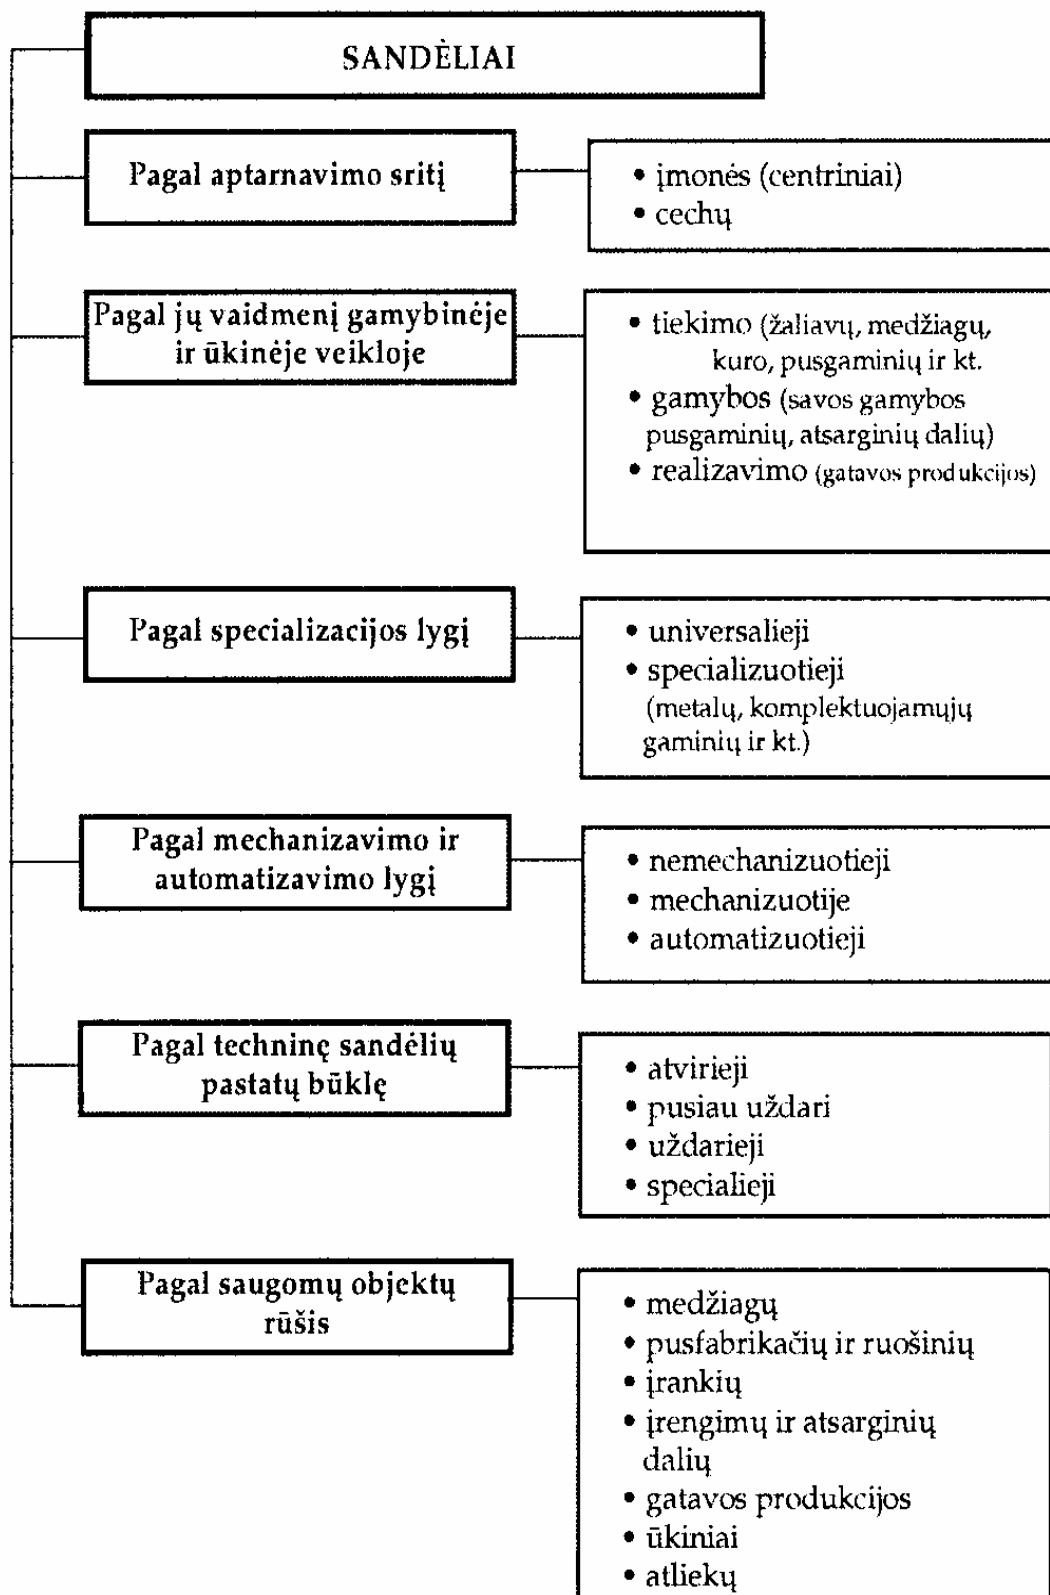 SANDĖLIAI
Pagal aptarnavimo sritį
• įmonės (centriniai)
• cechų
Pagal jų vaidmenį gamybinėje
ir ūkinėje veikloje
• tiekimo (žaliavų, medžiagų,
kuro, pusgaminių ir kt.
• gamybos (savos gamybos
pusgaminių, atsarginių dalių)
• realizavimo (gatavos produkcijos)
Pagal specializacijos lygį
• universalieji
• specializuotieji
(metalų, komplektuojamųjų
gaminių ir kt.)
Pagal mechanizavimo ir
automatizavimo lygį
• nemechanizuotieji
• mechanizuotije
• automatizuotieji
Pagal techninę sandėlių
pastatų būklę
• atvirieji
• pusiau uždari
• uždarieji
• specialieji
Pagal saugomų objektų
rūšis
• medžiagų
• pusfabrikačių ir ruošinių
• įrankių
• įrengimų ir atsarginių
dalių
• gatavos produkcijos
• ūkiniai
• atliekų